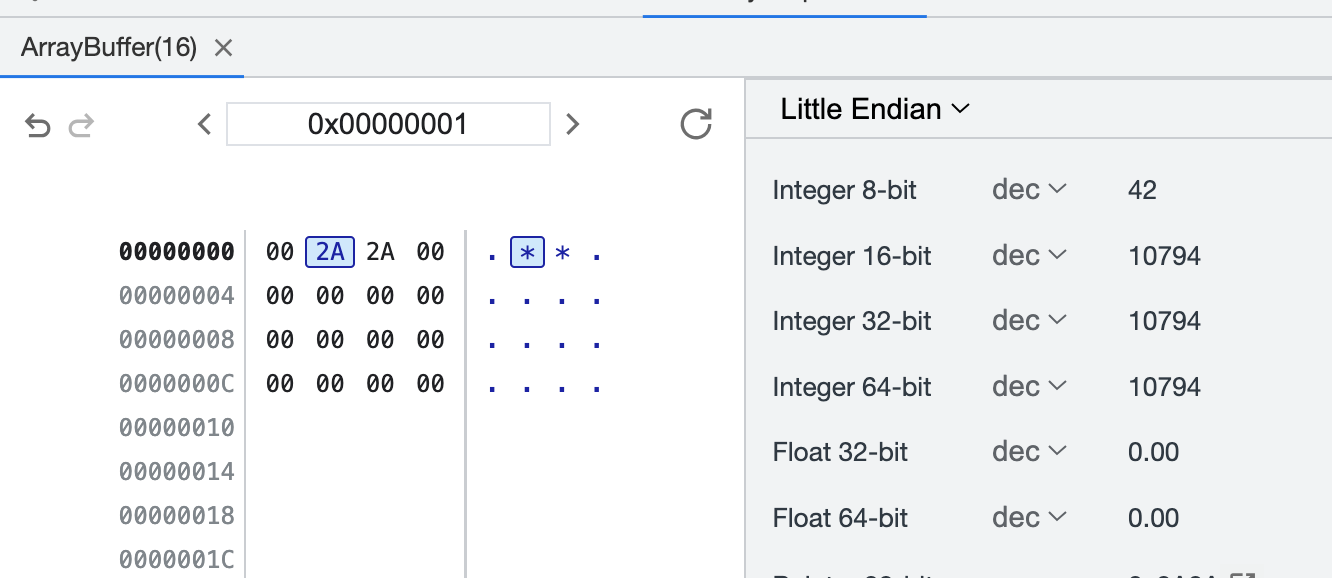 ArrayBuffer(16)
0x00000001
Little Endian
Integer 8-bit dec 42
Integer 16-bit dec 10794
Integer 32-bit dec 10794
Integer 64-bit dec 10794
Float 32-bit dec 0.00
Float 64-bit dec 0.00
00000000 00 2A 2A 00 . * * .
00000004 00 00 00 00 . . . .
00000008 00 00 00 00 . . . .
0000000C 00 00 00 00 . . . .
00000010
00000014
00000018
0000001C